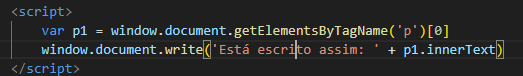 <script>
var p1 = window.document.getElementsByTagName('p')[0]
window.document.write('Está escrito assim: ' + p1.innerText)
</script>